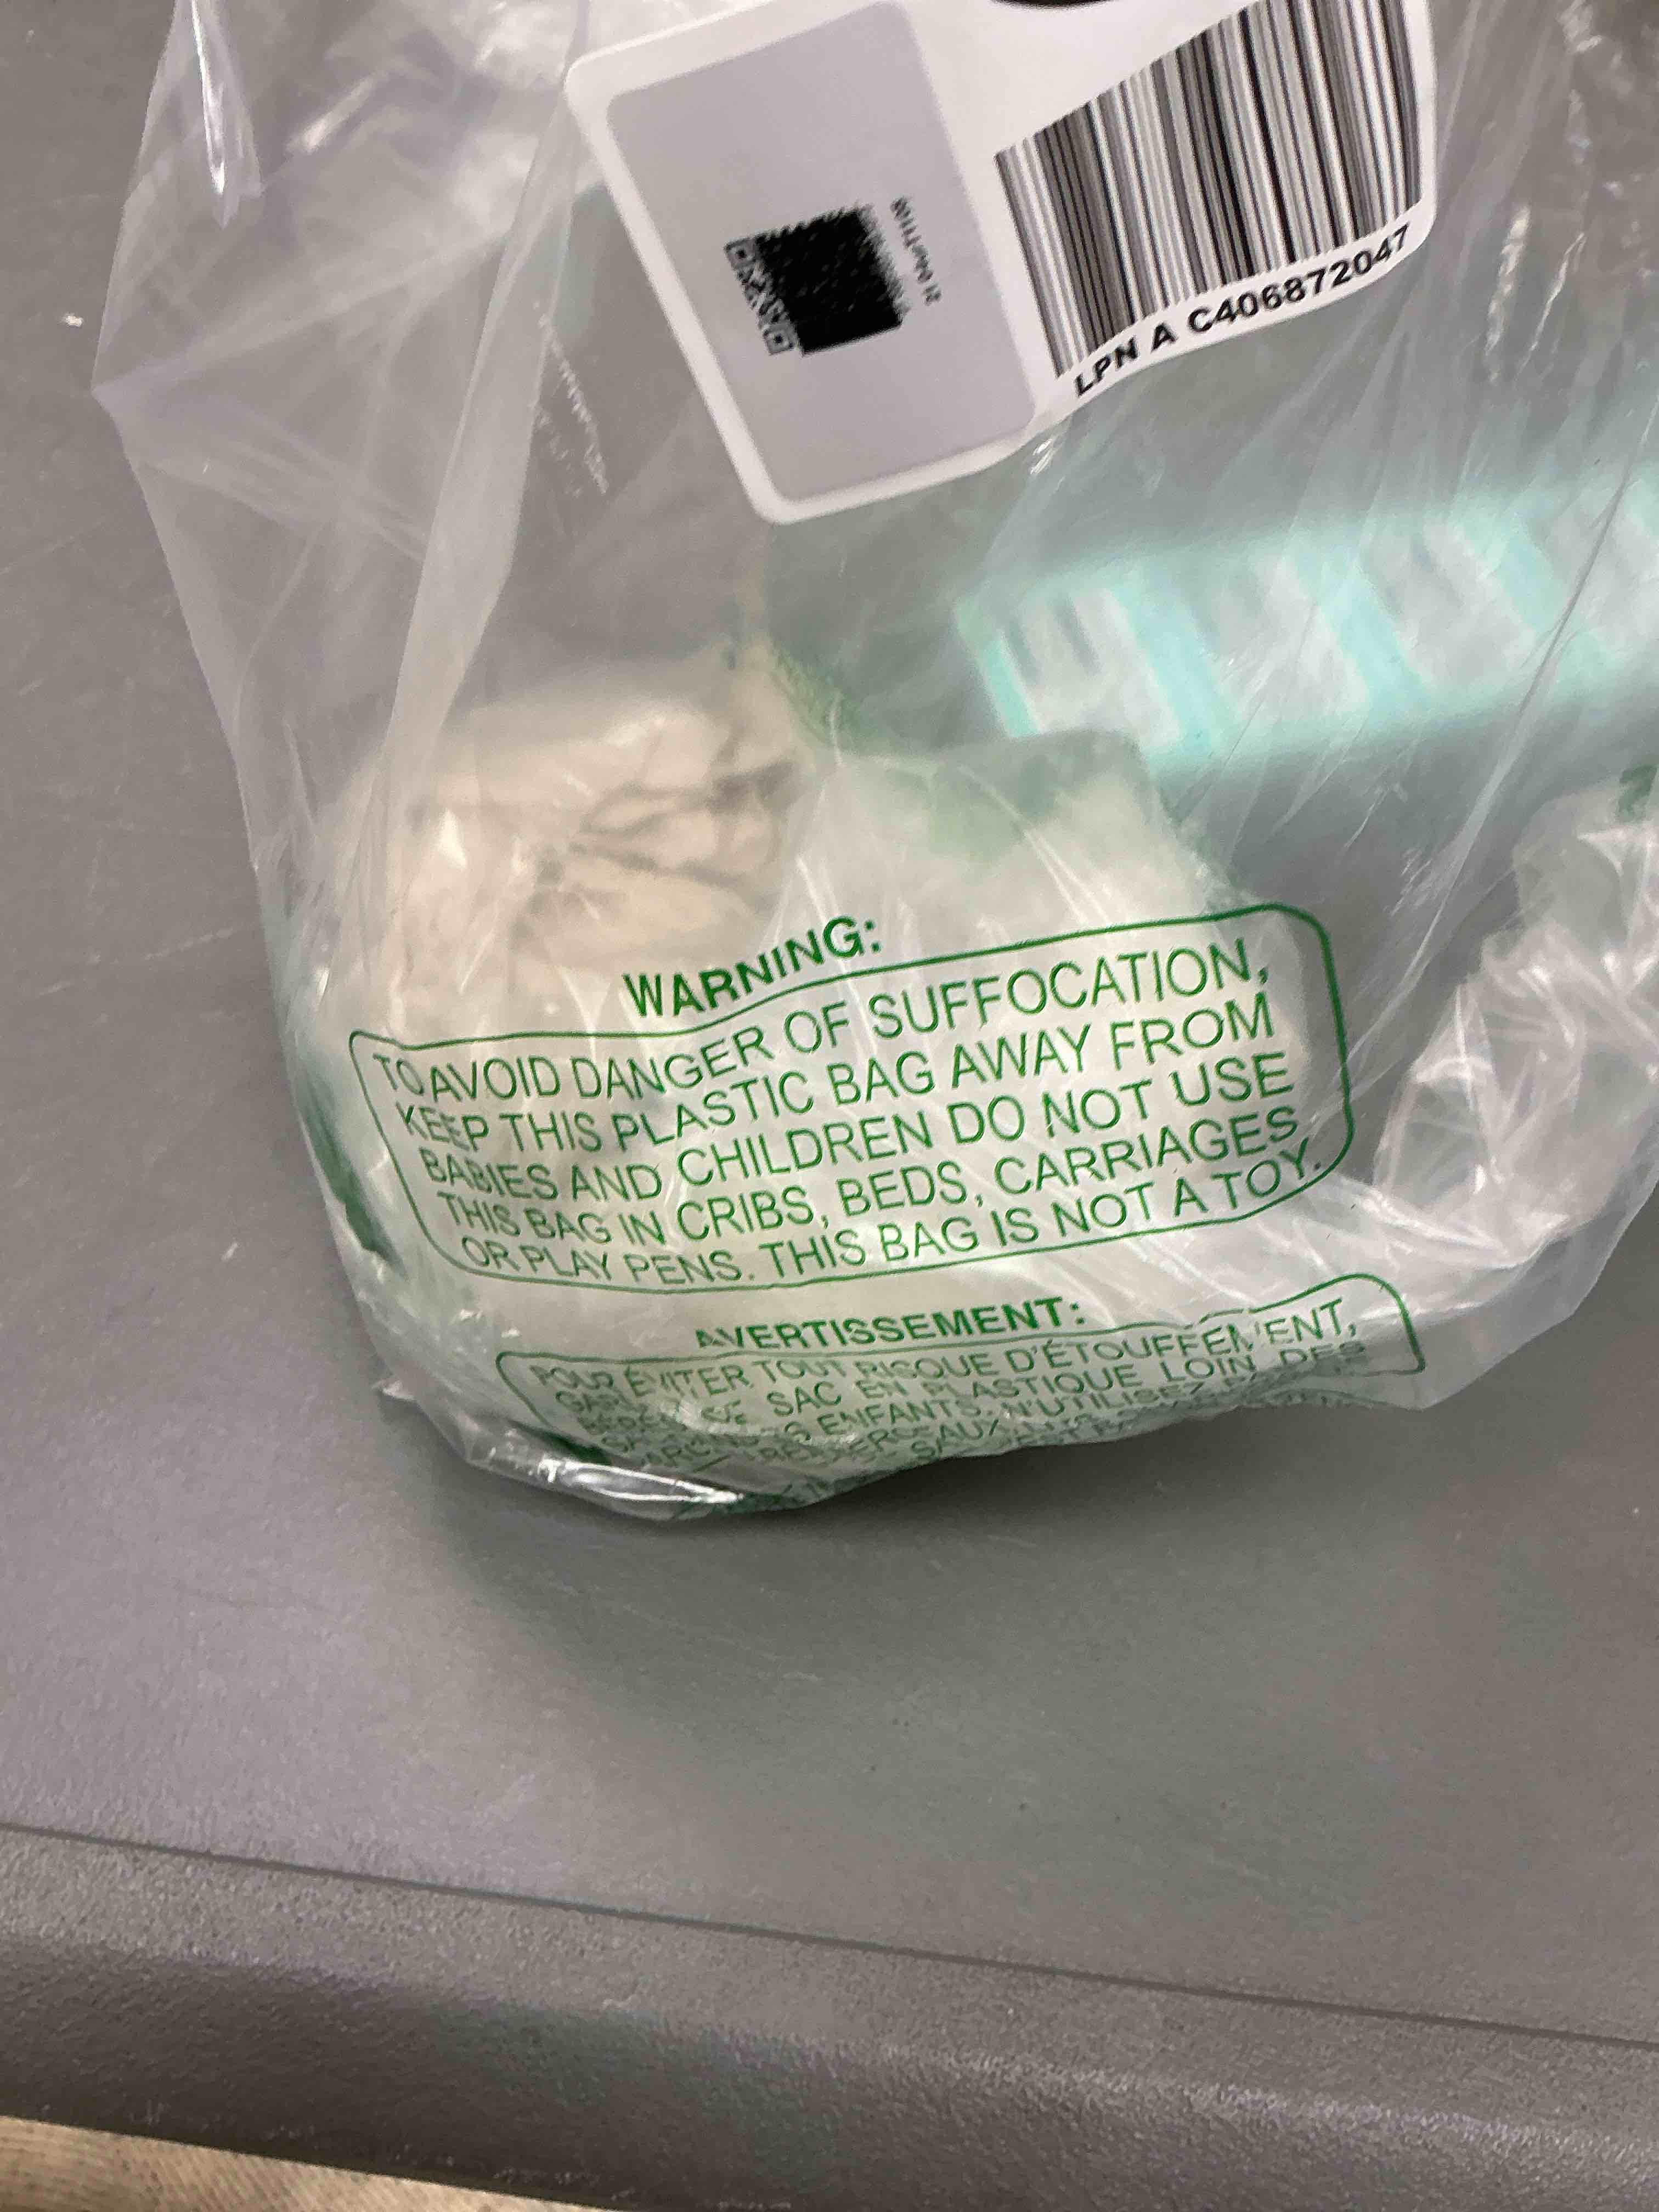 LPN A C406872047
WARNING:
TO AVOID DANGER OF SUFFOCATION,
KEEP THIS PLASTIC BAG AWAY FROM
BABIES AND CHILDREN DO NOT USE
THIS BAG IN CRIBS, BEDS, CARRIAGES,
OR PLAY PENS. THIS BAG IS NOT A TOY.
AVERTISSEMENT:
POUR ÉVITER TOUT RISQUE D'ÉTOUFFEMENT,
SAC EN PLASTIQUE LOIN DES
ENFANTS. N'UTILISEZ